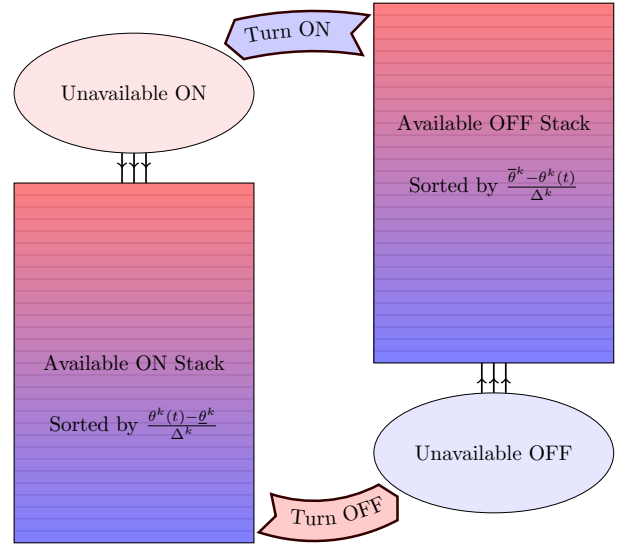 Turn ON
Unavailable ON
Available OFF Stack
Sorted by $\frac{\overline{\theta}^k - \theta^k(t)}{\Delta^k}$
Available ON Stack
Sorted by $\frac{\theta^k(t) - \underline{\theta}^k}{\Delta^k}$
Unavailable OFF
Turn OFF